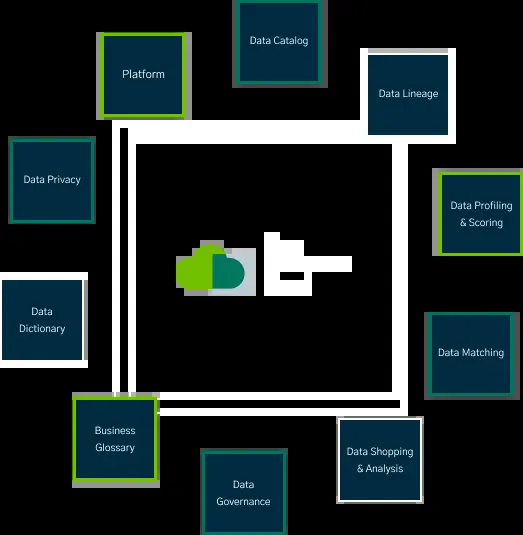 Data Catalog
Platform
Data Lineage
Data Privacy
Data Profiling
& Scoring
Data
Dictionary
Data Matching
Business
Glossary
Data Shopping
& Analysis
Data
Governance